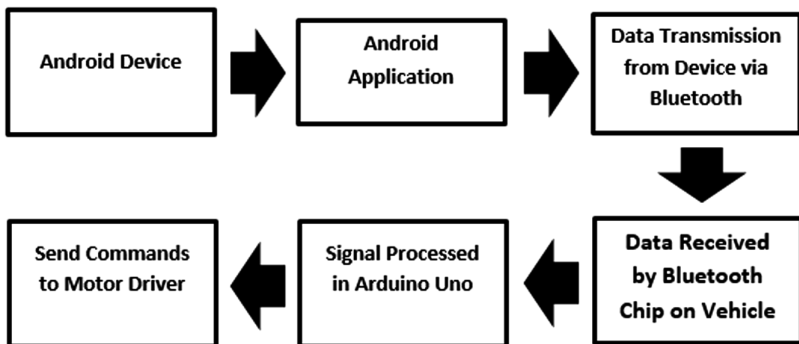 Android Device
Android
Application
Data Transmission
from Device via
Bluetooth
Data Received
by Bluetooth
Chip on Vehicle
Signal Processed
in Arduino Uno
Send Commands
to Motor Driver